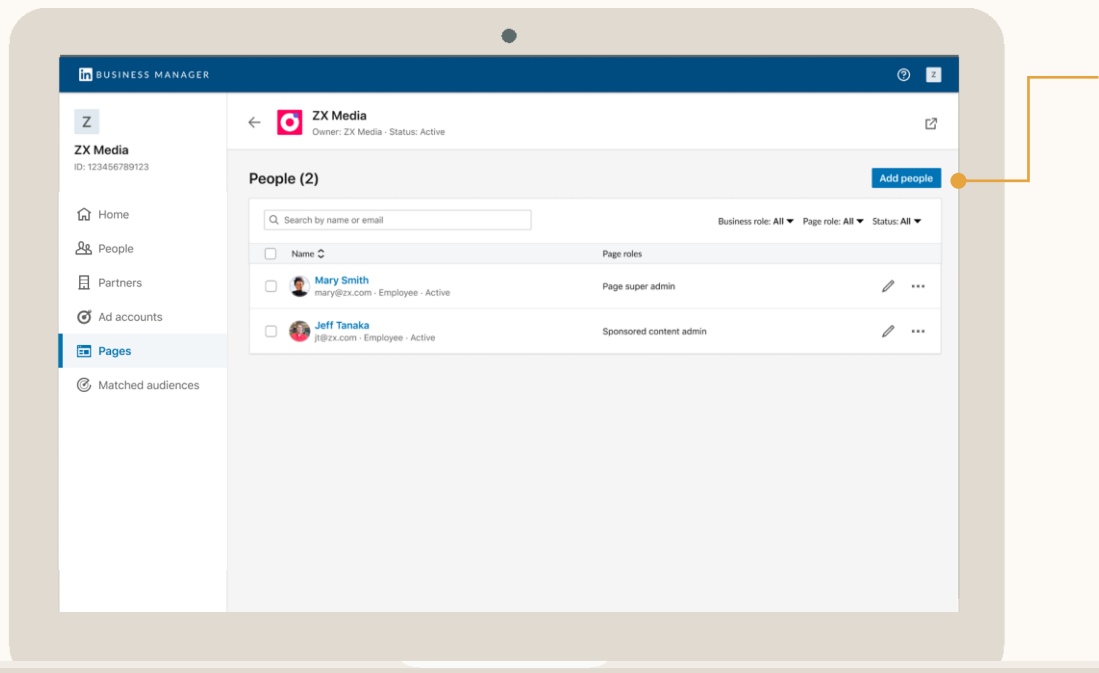 in BUSINESS MANAGER
Z
Z
ZX Media
ID: 123456789123
Home
People
Partners
Ad accounts
Pages
Matched audiences
ZX Media
Owner: ZX Media · Status: Active
People (2)
Add people
Search by name or email
Business role: All Page role: All Status: All
Name Page roles
Mary Smith
mary@zx.com · Employee · Active
Page super admin
Jeff Tanaka
jt@zx.com · Employee · Active
Sponsored content admin